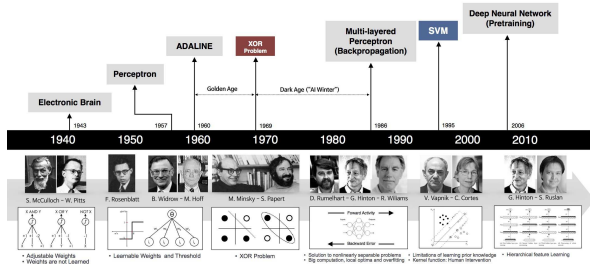 Deep Neural Network
(Pretraining)
Multi-layered
Perceptron
(Backpropagation)
SVM
ADALINE
XOR
Problem
Perceptron
Golden Age
Dark Age ("AI Winter")
Electronic Brain
1943
1957
1960
1969
1986
1995
2006
1940
1950
1960
1970
1980
1990
2000
2010
S. McCulloch – W. Pitts
F. Rosenblatt
B. Widrow – M. Hoff
M. Minsky – S. Papert
D. Rumelhart – G. Hinton – R. Wiliams
V. Vapnik – C. Cortes
G. Hinton – S. Ruslan
X AND Y
X OR Y
NOT X
Foward Activity
Backward Error
• Adjustable Weights
• Weights are not Learned
• Learnable Weights and Threshold
• XOR Problem
• Solution to nonlinearly separable problems
• Big computation, local optima and overfitting
• Limitations of learning prior knowledge
• Kernel function: Human Intervention
• Hierarchical feature Learning